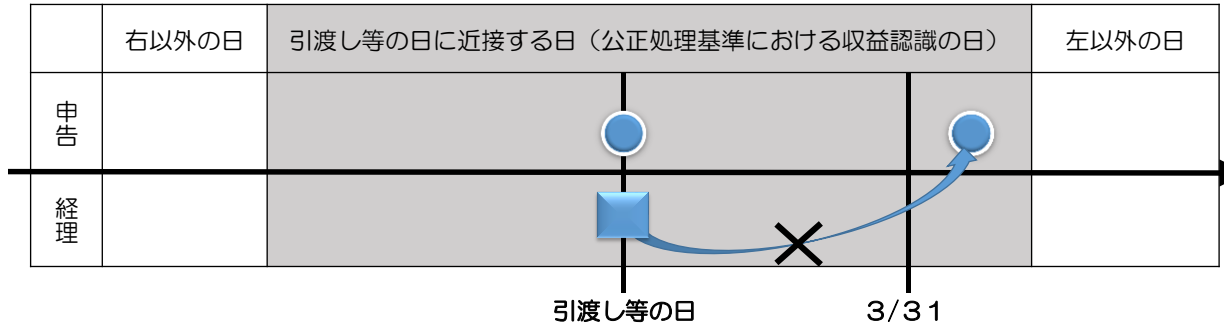 右以外の日
引渡し等の日に近接する日（公正処理基準における収益認識の日）
左以外の日
申告
経理
引渡し等の日
３/３１